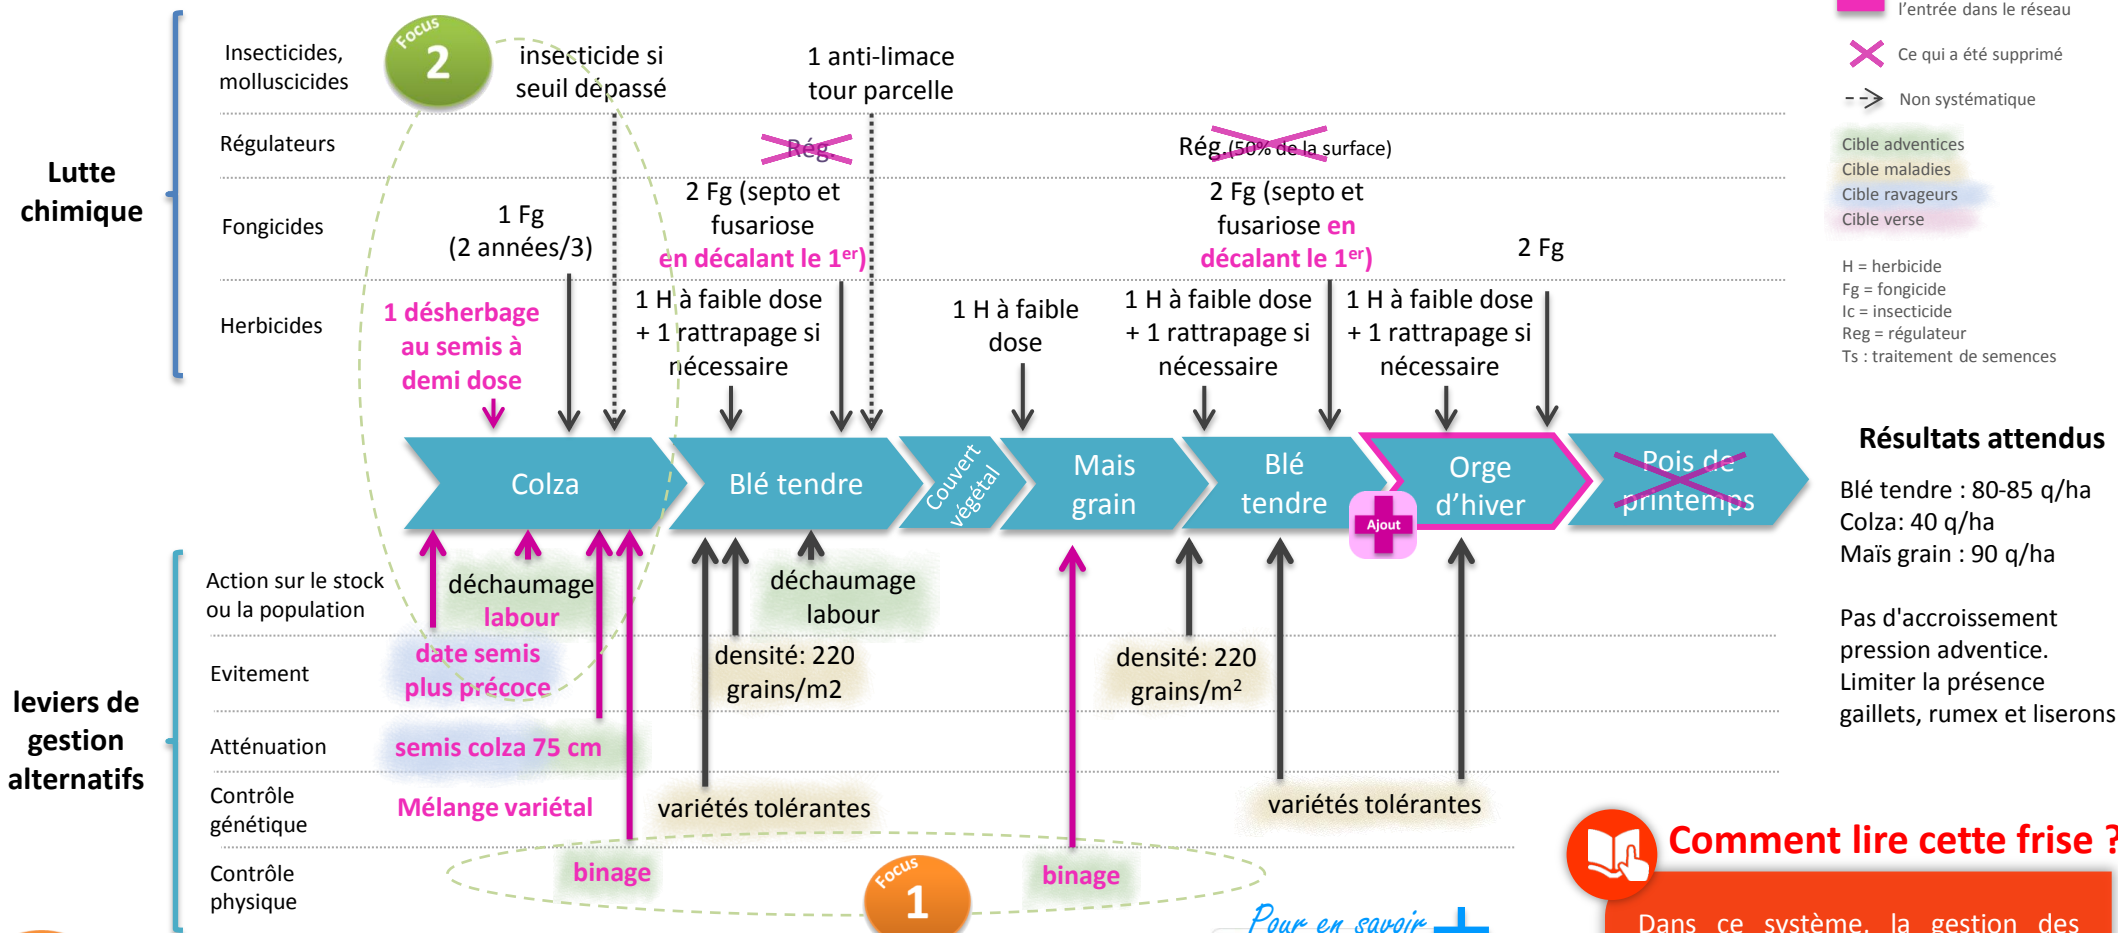 l'entrée dans le réseau
Ce qui a été supprimé
Non systématique
Cible adventices
Cible maladies
Cible ravageurs
Cible verse
H = herbicide
Fg = fongicide
Ic = insecticide
Reg = régulateur
Ts : traitement de semences
Lutte
chimique
Insecticides,
molluscicides
Focus
2
insecticide si
seuil dépassé
1 anti-limace
tour parcelle
Régulateurs
Rég.
Rég.(50% de la surface)
Fongicides
1 Fg
(2 années/3)
2 Fg (septo et
fusariose
en décalant le 1er)
2 Fg (septo et
fusariose en
décalant le 1er)
2 Fg
Herbicides
1 désherbage
au semis à
demi dose
1 H à faible dose
+ 1 rattrapage si
nécessaire
1 H à faible
dose
1 H à faible dose
+ 1 rattrapage si
nécessaire
1 H à faible dose
+ 1 rattrapage si
nécessaire
Colza
Blé tendre
Couvert
végétal
Mais
grain
Blé
tendre
Ajout
Orge
d'hiver
Pois de
printemps
Résultats attendus
Blé tendre : 80-85 q/ha
Colza: 40 q/ha
Maïs grain : 90 q/ha
Pas d'accroissement
pression adventice.
Limiter la présence
gaillets, rumex et liserons
leviers de
gestion
alternatifs
Action sur le stock
ou la population
déchaumage
labour
déchaumage
labour
Evitement
date semis
plus précoce
densité: 220
grains/m2
densité: 220
grains/m2
Atténuation
semis colza 75 cm
Contrôle
génétique
Mélange variétal
variétés tolérantes
variétés tolérantes
Contrôle
physique
binage
Focus
1
binage
Pour en savoir
Comment lire cette frise ?
Dans ce système, la gestion des